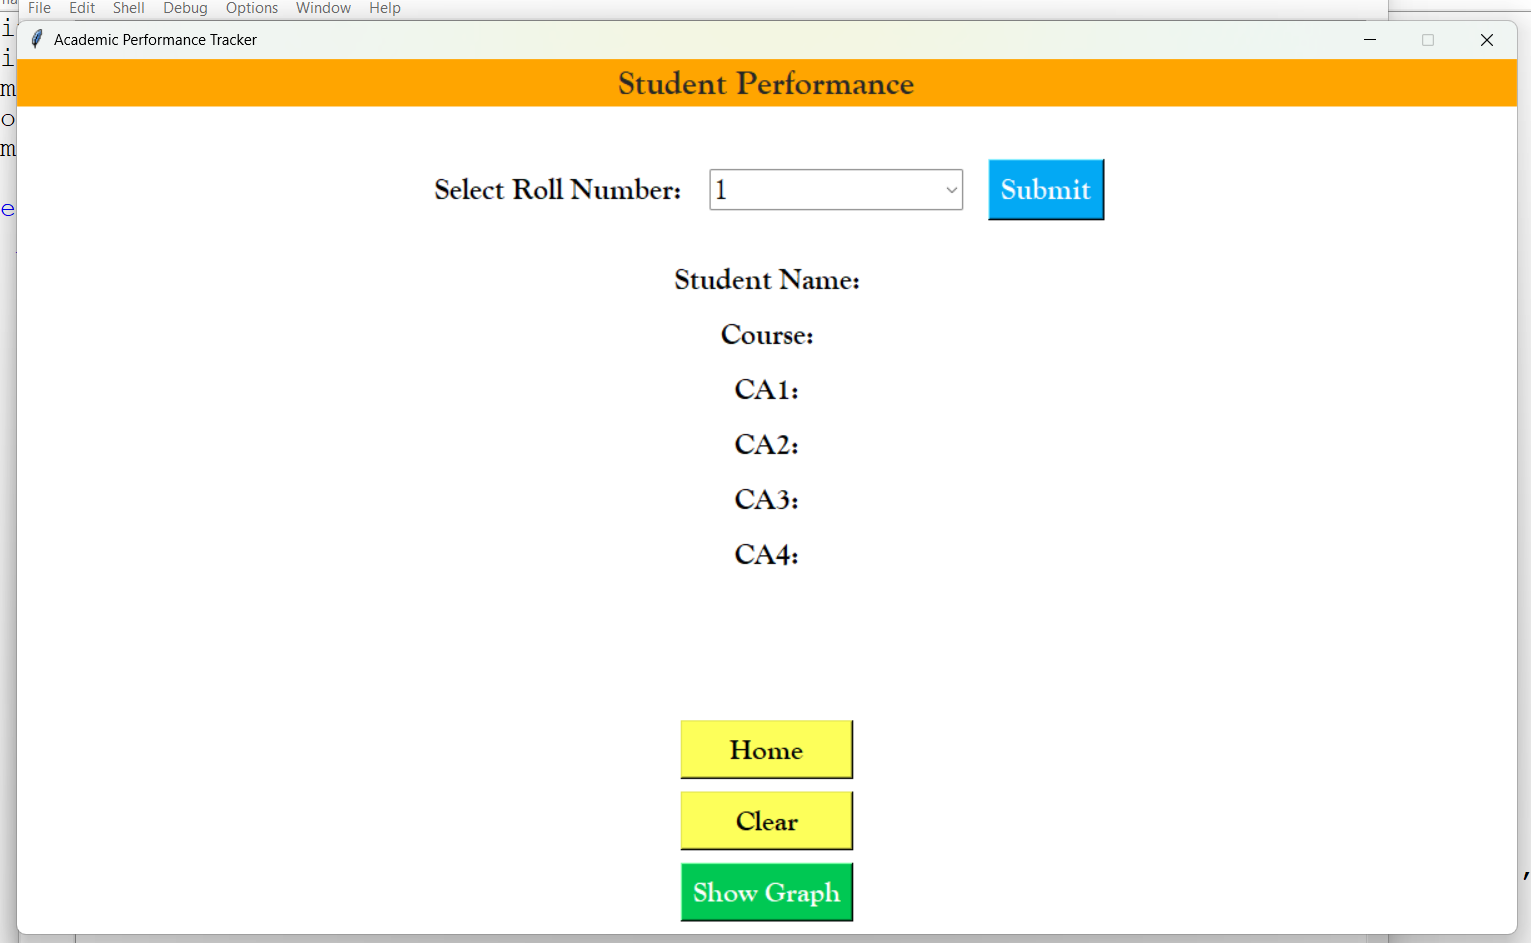 File Edit Shell Debug Options Window Help
Academic Performance Tracker
Student Performance
Select Roll Number: 1 Submit
Student Name:
Course:
CA1:
CA2:
CA3:
CA4:
Home
Clear
Show Graph